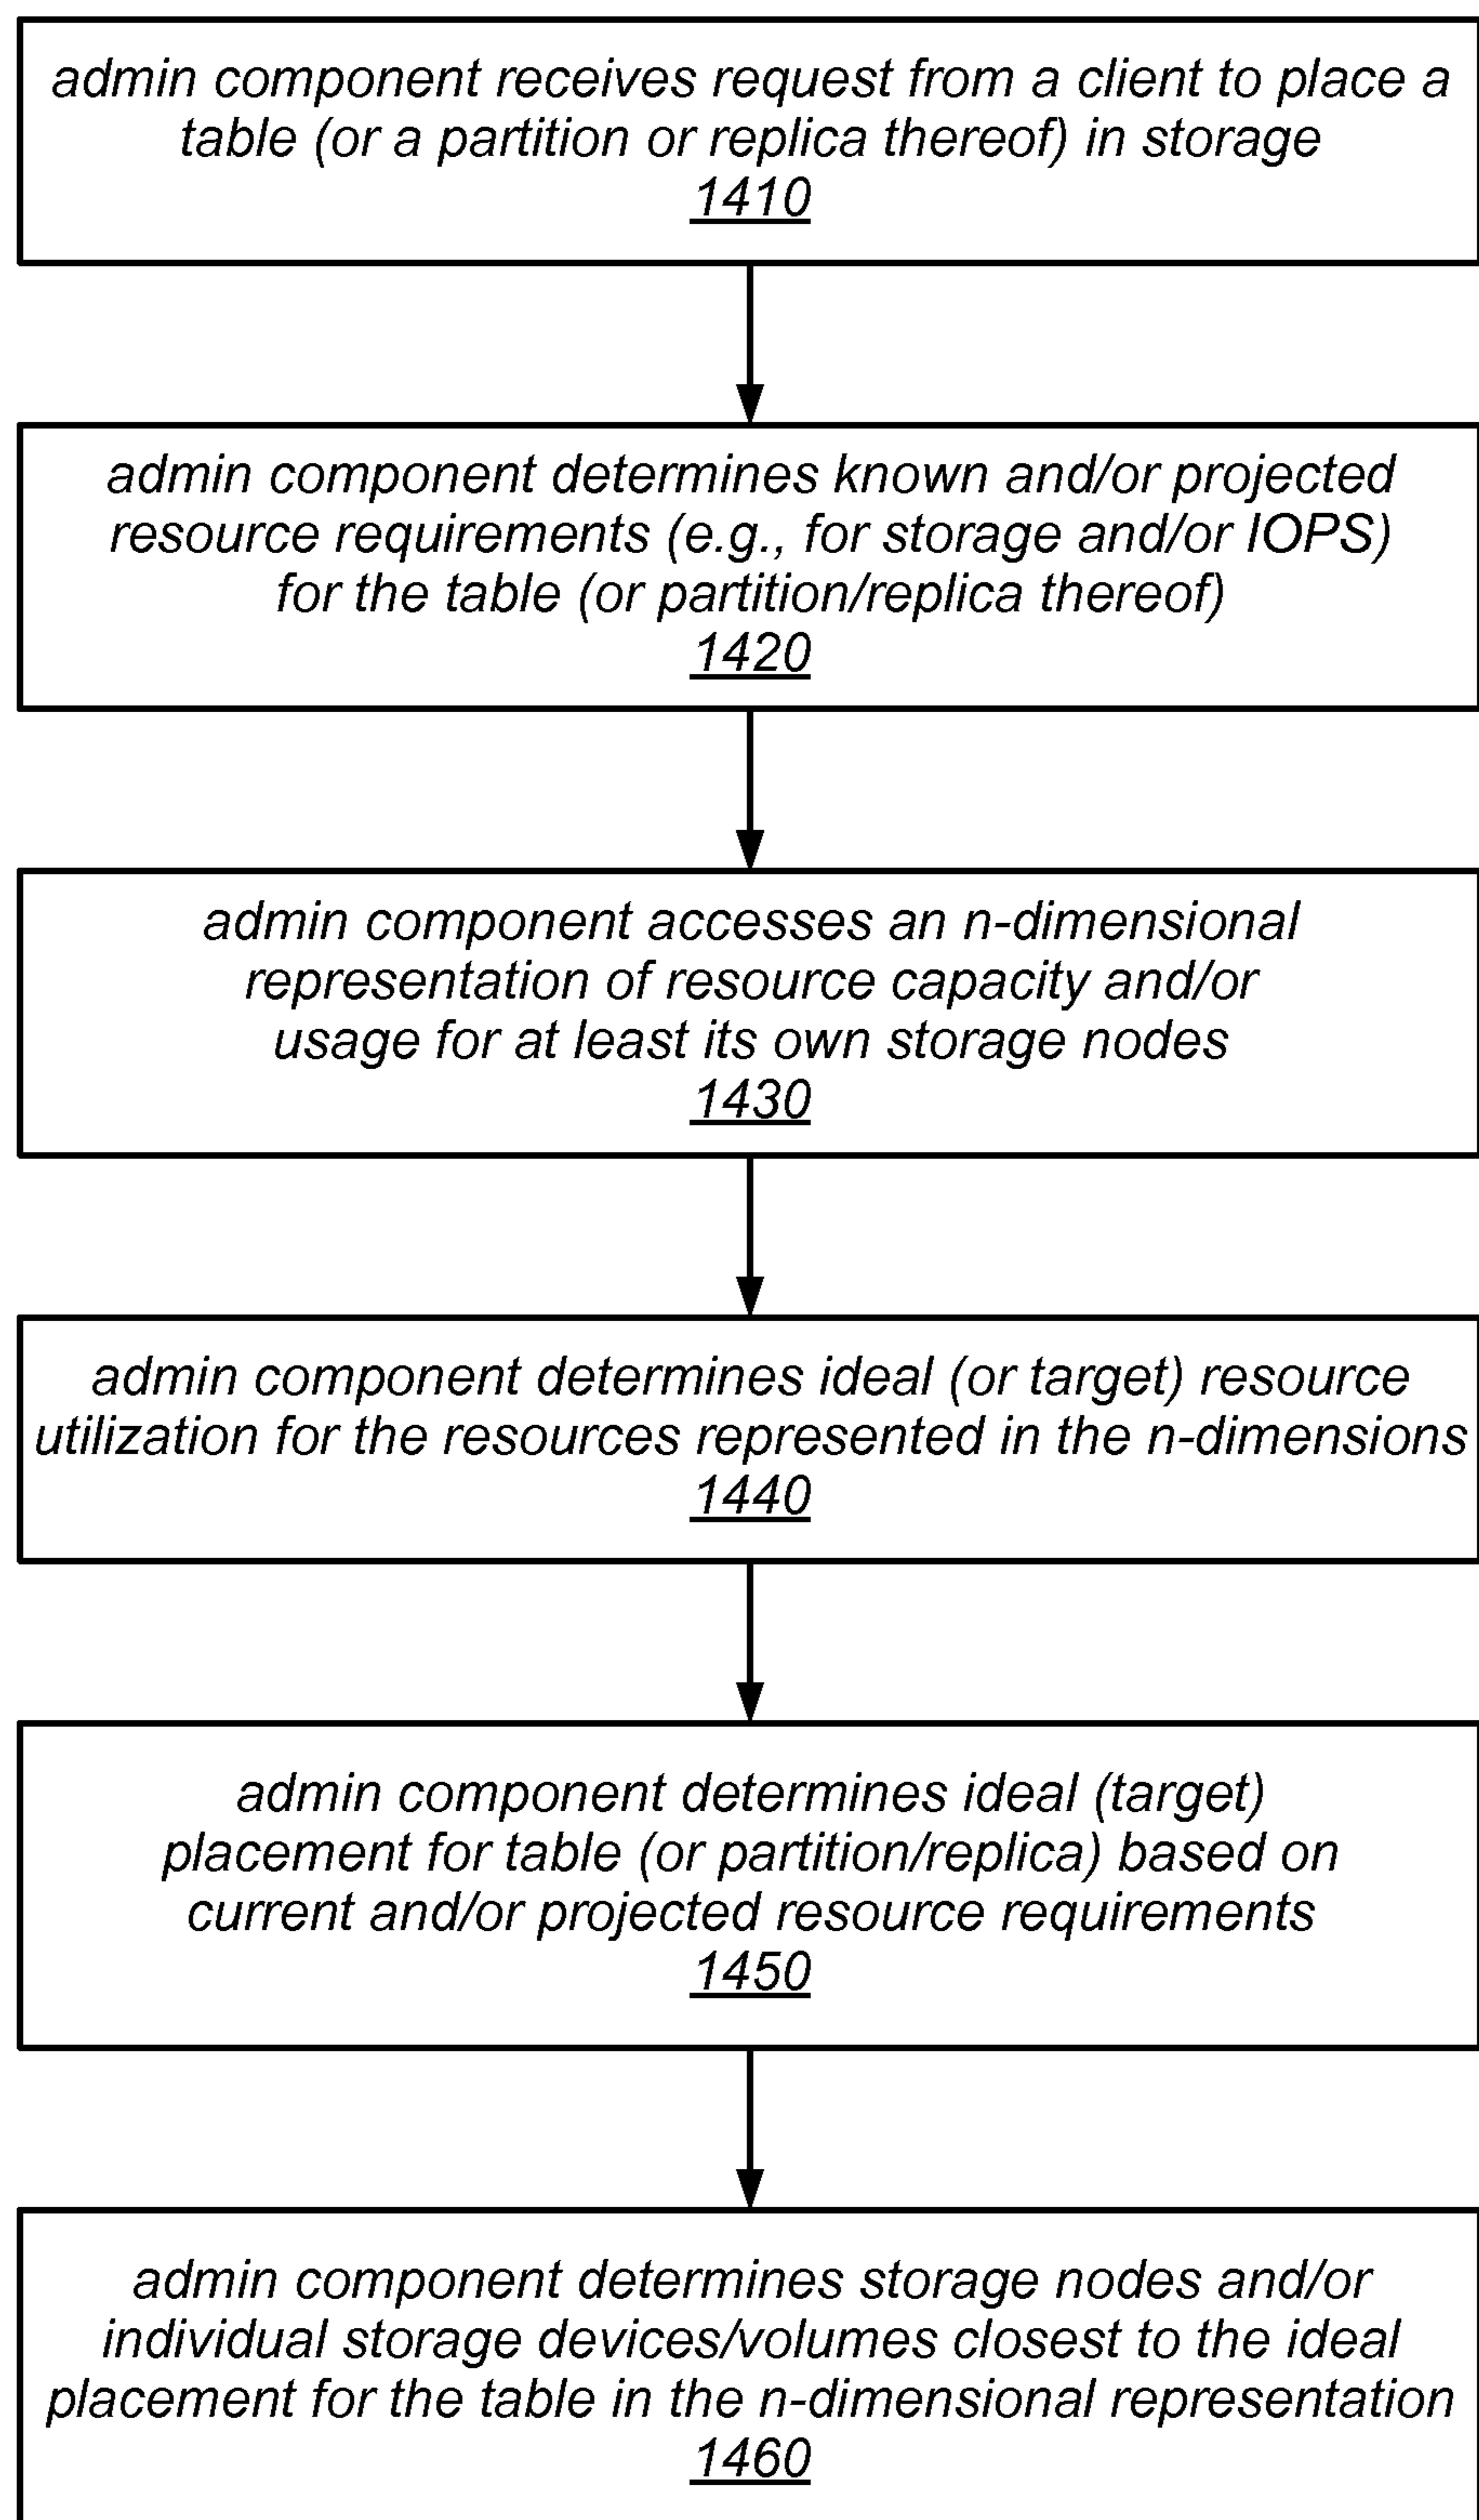 admin component receives request from a client to place a
table (or a partition or replica thereof) in storage
1410
admin component determines known and/or projected
resource requirements (e.g., for storage and/or IOPS)
for the table (or partition/replica thereof)
1420
admin component accesses an n-dimensional
representation of resource capacity and/or
usage for at least its own storage nodes
1430
admin component determines ideal (or target) resource
utilization for the resources represented in the n-dimensions
1440
admin component determines ideal (target)
placement for table (or partition/replica) based on
current and/or projected resource requirements
1450
admin component determines storage nodes and/or
individual storage devices/volumes closest to the ideal
placement for the table in the n-dimensional representation
1460